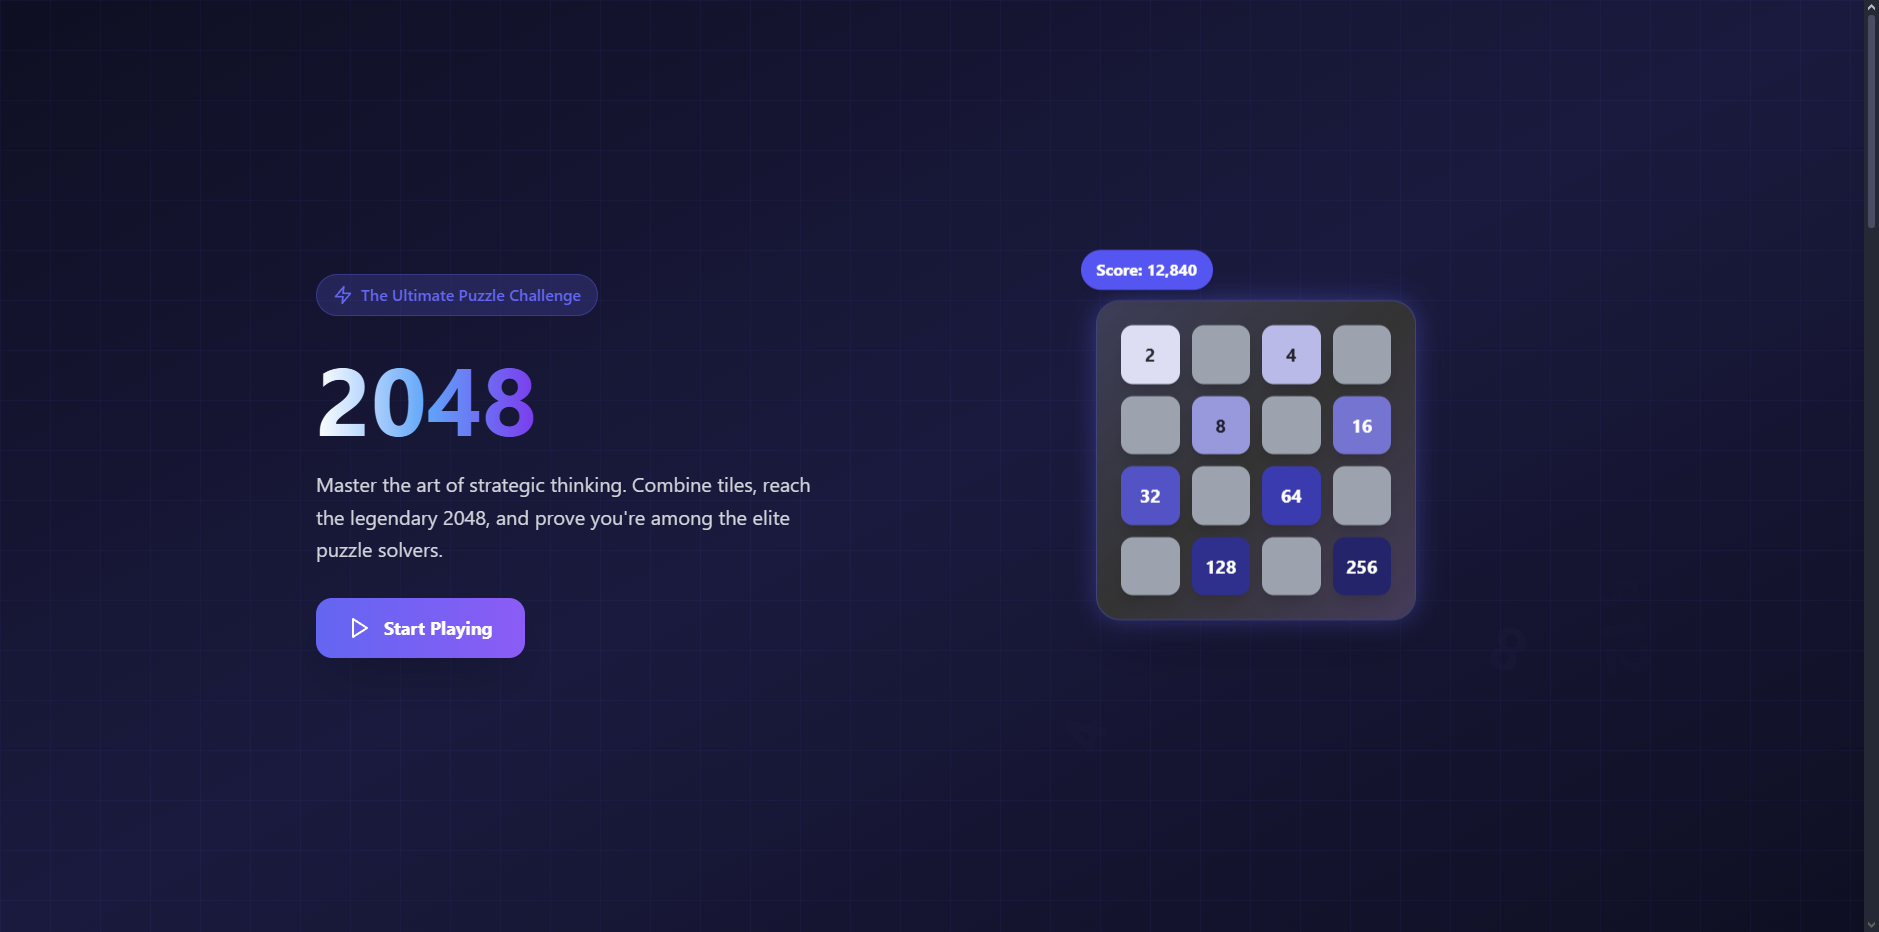 The Ultimate Puzzle Challenge
2048
Master the art of strategic thinking. Combine tiles, reach
the legendary 2048, and prove you're among the elite
puzzle solvers.
Start Playing
Score: 12,840
2 4
8 16
32 64
128 256
8
4